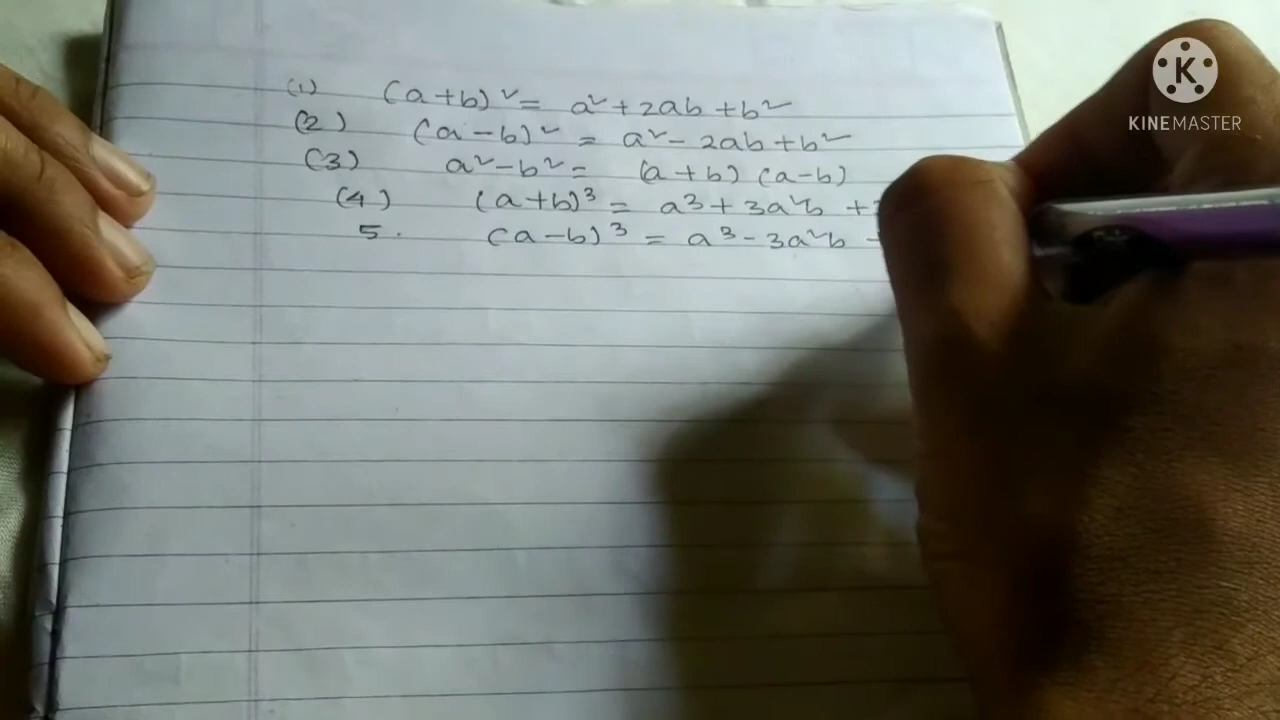 (1) (a+b)² = a²+2ab+b²
(2) (a-b)² = a²-2ab+b²
(3) a²-b² = (a+b) (a-b)
(4) (a+b)³ = a³+3a²b +
5. (a-b)³ = a³-3a²b
K
KINEMASTER